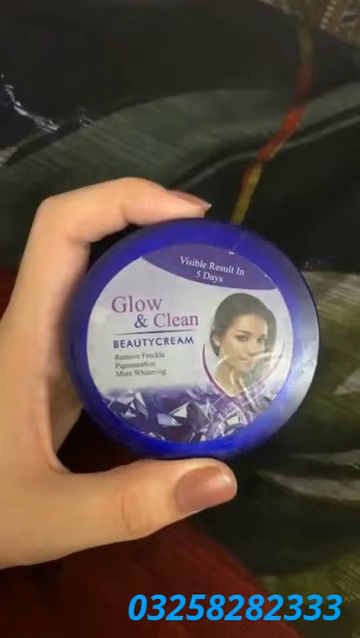 Visible Result In
5 Days
Glow
& Clean
BEAUTYCREAM
Remove Freckle
Pigmentation
More Whitening
03258282333